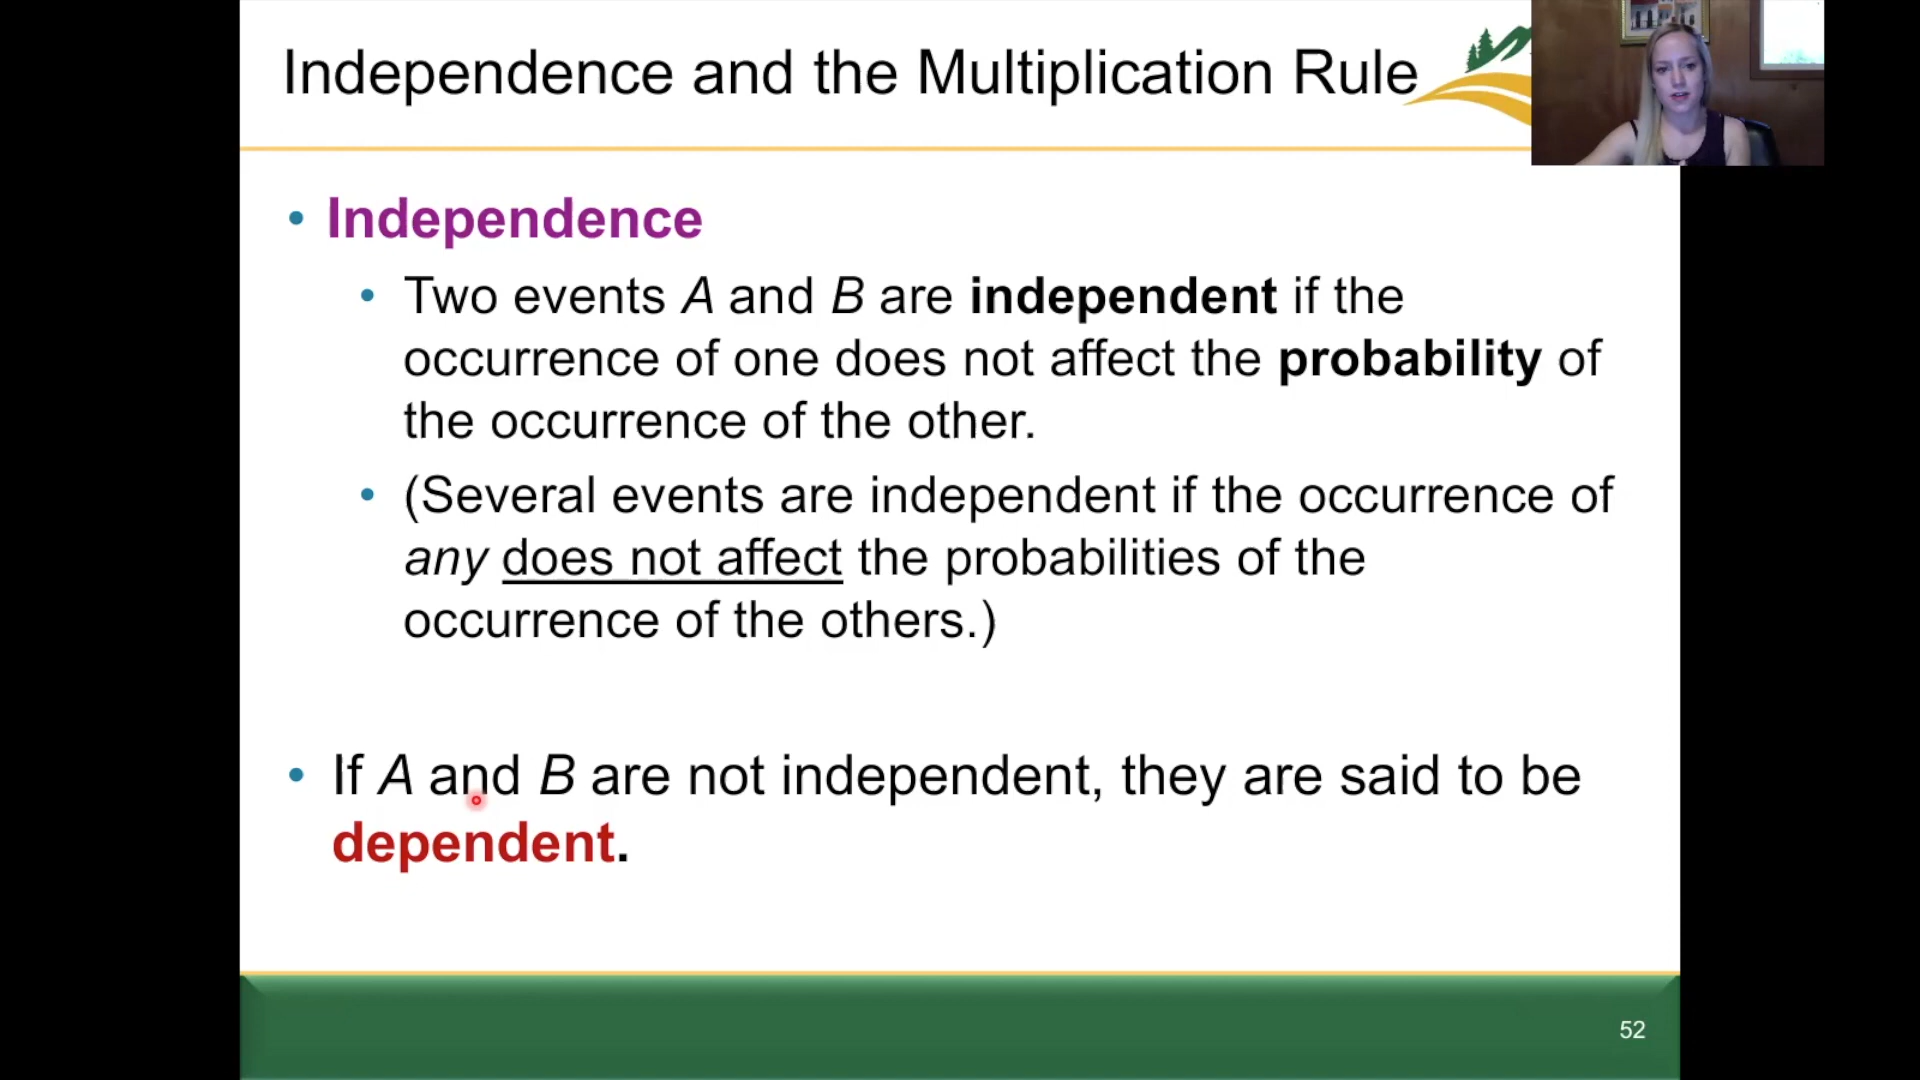 Independence and the Multiplication Rule
• Independence
• Two events A and B are independent if the
occurrence of one does not affect the probability of
the occurrence of the other.
• (Several events are independent if the occurrence of
any does not affect the probabilities of the
occurrence of the others.)
• If A and B are not independent, they are said to be
dependent.
52